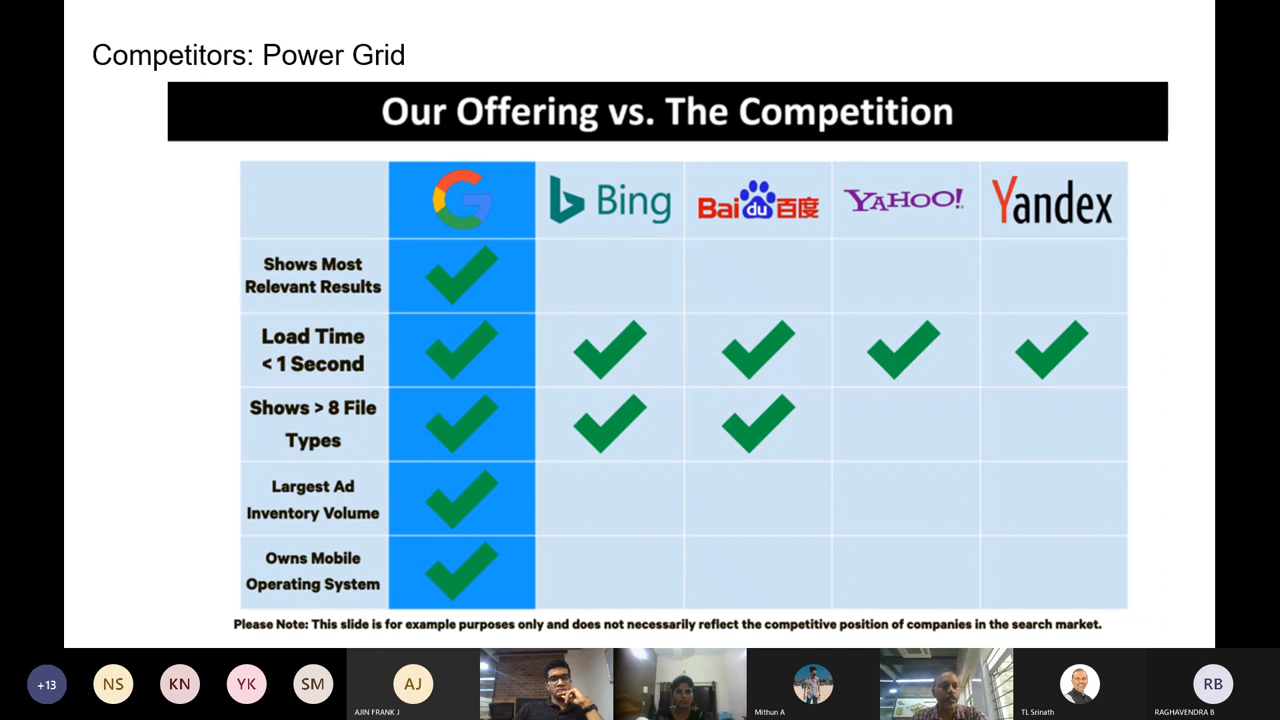 Competitors: Power Grid
Our Offering vs. The Competition
G Bing Bai du 百度 YAHOO! Yandex
Shows Most
Relevant Results
Load Time
< 1 Second
Shows > 8 File
Types
Largest Ad
Inventory Volume
Owns Mobile
Operating System
Please Note: This slide is for example purposes only and does not necessarily reflect the competitive position of companies in the search market.
+13 NS KN YK SM AJ RB
AJIN FRANK J Mithun A TL Srinath RAGHAVENDRA B